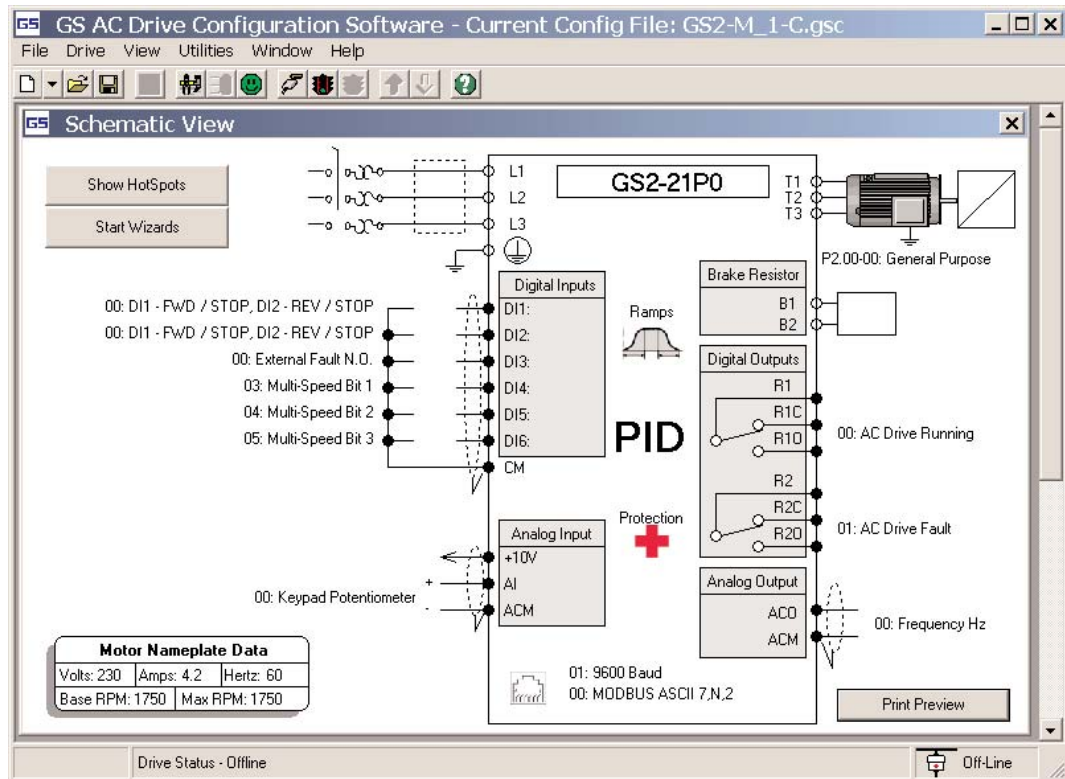 GS GS AC Drive Configuration Software - Current Config File: GS2-M_1-C.gsc
File Drive View Utilities Window Help
GS Schematic View
Show HotSpots
Start Wizards
L1
L2
L3
GS2-21P0
T1
T2
T3
P2.00-00: General Purpose
Digital Inputs
00: DI1 - FWD / STOP, DI2 - REV / STOP DI1:
00: DI1 - FWD / STOP, DI2 - REV / STOP DI2:
00: External Fault N.O. DI3:
03: Multi-Speed Bit 1 DI4:
04: Multi-Speed Bit 2 DI5:
05: Multi-Speed Bit 3 DI6:
CM
Ramps
PID
Protection
Brake Resistor
B1
B2
Digital Outputs
R1
R1C
R1O
00: AC Drive Running
R2
R2C
R2O
01: AC Drive Fault
Analog Input
+10V
+ AI
00: Keypad Potentiometer
- ACM
Analog Output
ACO
ACM
00: Frequency Hz
Motor Nameplate Data
Volts: 230 Amps: 4.2 Hertz: 60
Base RPM: 1750 Max RPM: 1750
01: 9600 Baud
00: MODBUS ASCII 7,N,2
Print Preview
Drive Status - Offline Off-Line